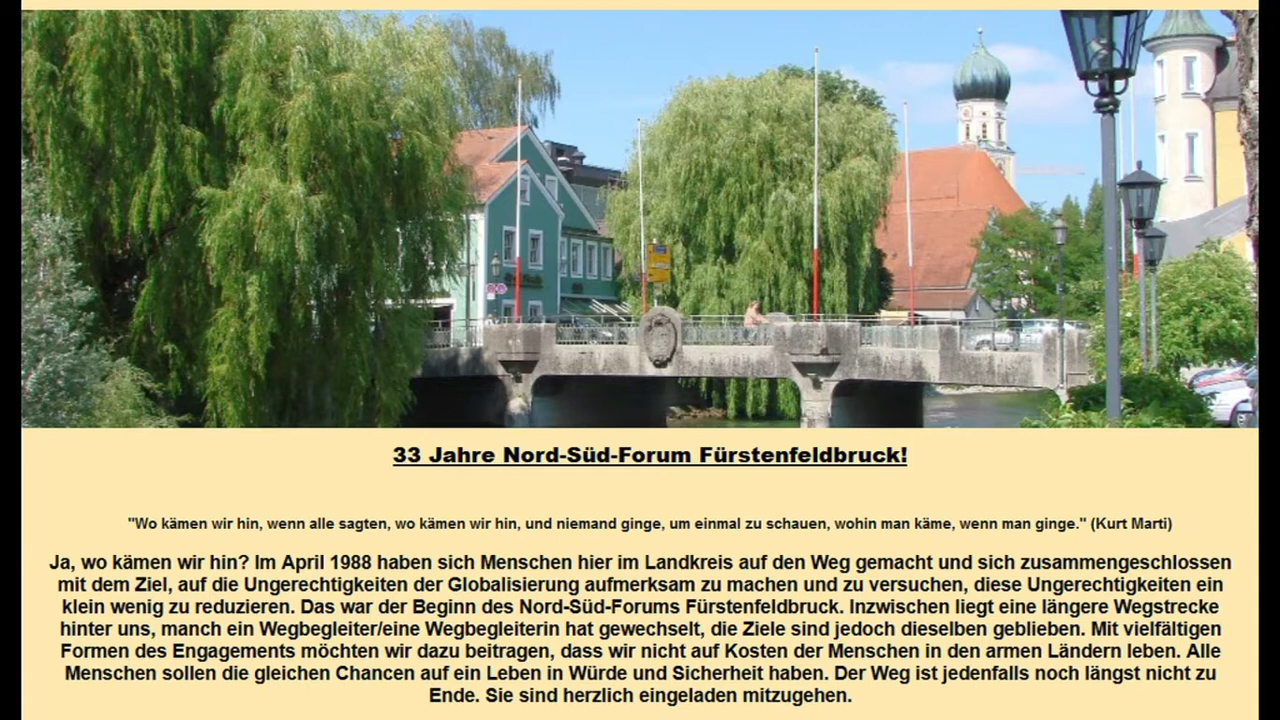 33 Jahre Nord-Süd-Forum Fürstenfeldbruck!
"Wo kämen wir hin, wenn alle sagten, wo kämen wir hin, und niemand ginge, um einmal zu schauen, wohin man käme, wenn man ginge." (Kurt Marti)
Ja, wo kämen wir hin? Im April 1988 haben sich Menschen hier im Landkreis auf den Weg gemacht und sich zusammengeschlossen
mit dem Ziel, auf die Ungerechtigkeiten der Globalisierung aufmerksam zu machen und zu versuchen, diese Ungerechtigkeiten ein
klein wenig zu reduzieren. Das war der Beginn des Nord-Süd-Forums Fürstenfeldbruck. Inzwischen liegt eine längere Wegstrecke
hinter uns, manch ein Wegbegleiter/eine Wegbegleiterin hat gewechselt, die Ziele sind jedoch dieselben geblieben. Mit vielfältigen
Formen des Engagements möchten wir dazu beitragen, dass wir nicht auf Kosten der Menschen in den armen Ländern leben. Alle
Menschen sollen die gleichen Chancen auf ein Leben in Würde und Sicherheit haben. Der Weg ist jedenfalls noch längst nicht zu
Ende. Sie sind herzlich eingeladen mitzugehen.